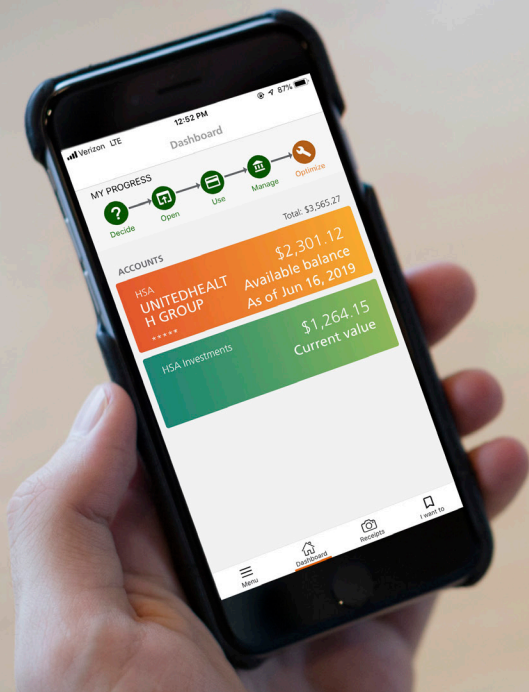 Verizon LTE
12:52 PM
87%
Dashboard
MY PROGRESS
?
Decide
Open
Use
Manage
Optimize
ACCOUNTS
Total: $3,565.27
HSA
UNITEDHEALT
H GROUP
*****
$2,301.12
Available balance
As of Jun 16, 2019
HSA Investments
$1,264.15
Current value
Menu
Dashboard
Receipts
I want to